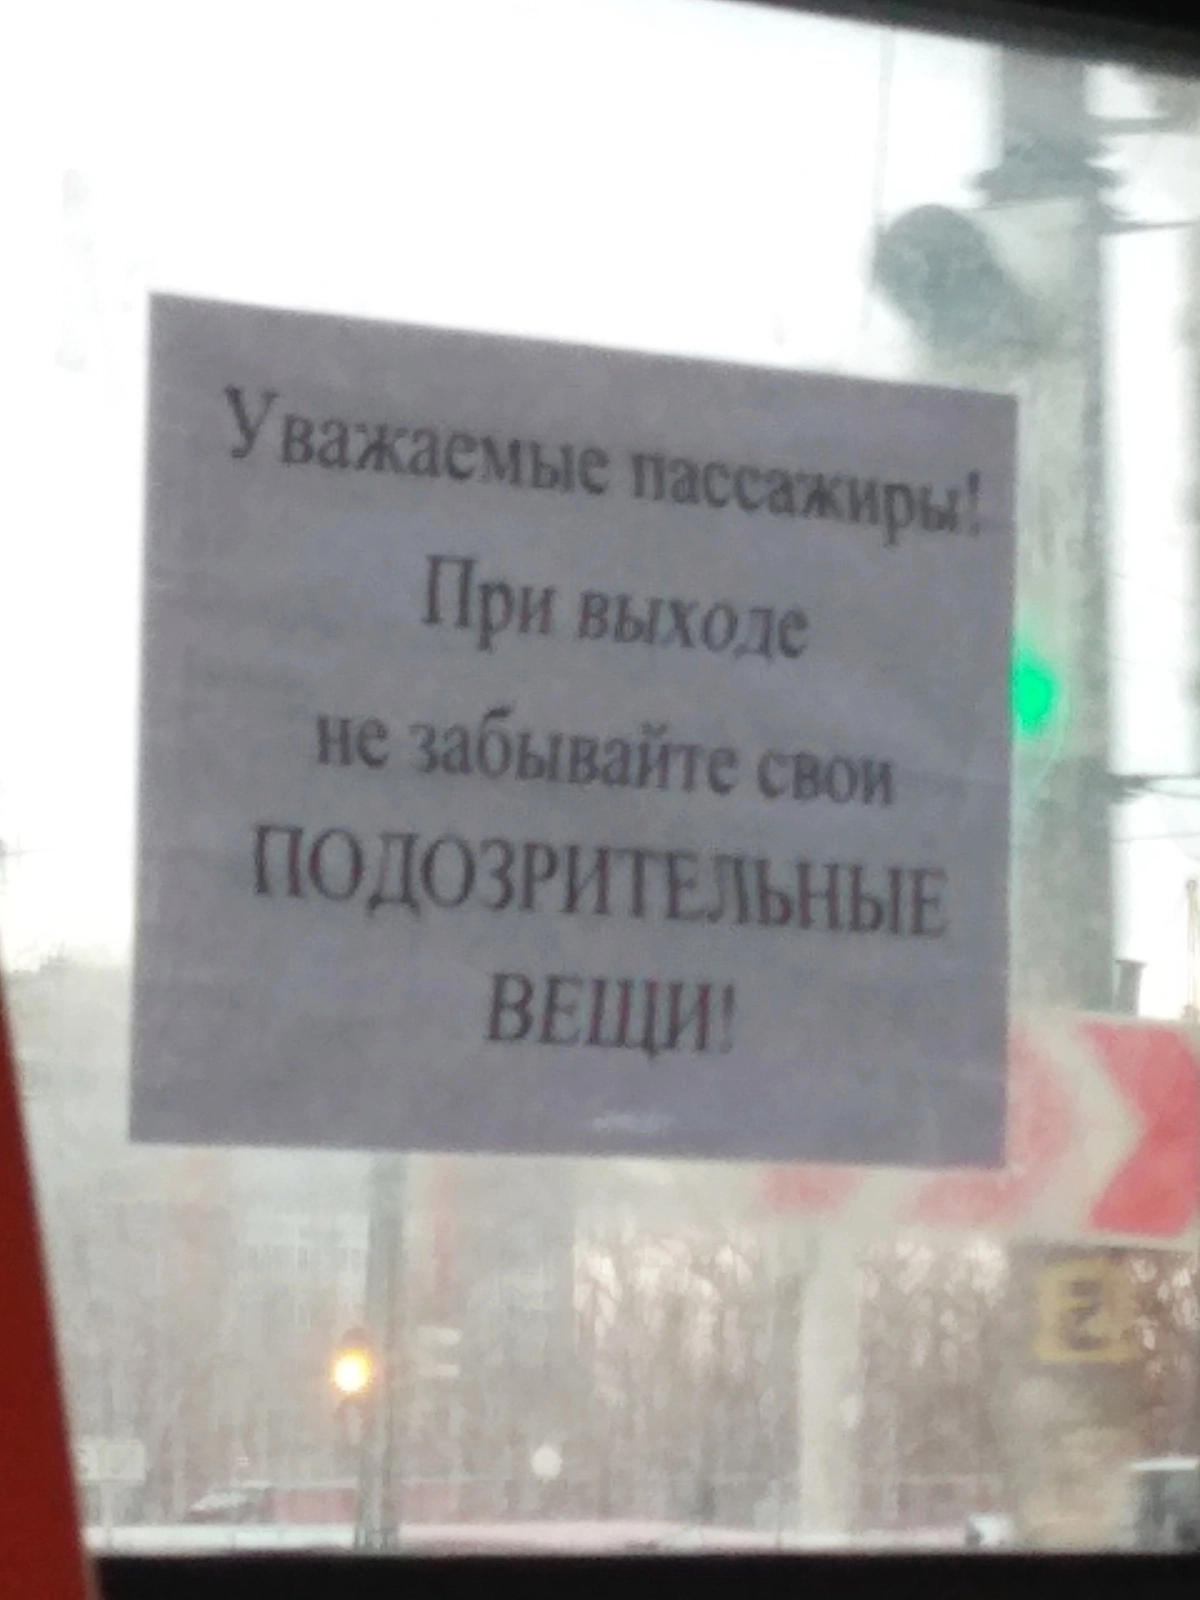 Уважаемые пассажиры!
При выходе
не забывайте свои
ПОДОЗРИТЕЛЬНЫЕ
ВЕЩИ!